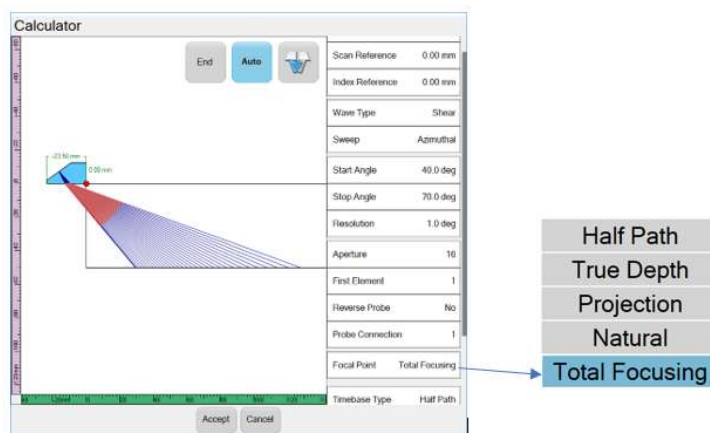 Calculator
End
Auto
-23.50 mm
0.00 mm
Scan Reference 0.00 mm
Index Reference 0.00 mm
Wave Type Shear
Sweep Azimuthal
Start Angle 40.0 deg
Stop Angle 70.0 deg
Resolution 1.0 deg
Aperture 16
First Element 1
Reverse Probe No
Probe Connection 1
Focal Point Total Focusing
Timebase Type Half Path
Accept Cancel
Half Path
True Depth
Projection
Natural
Total Focusing